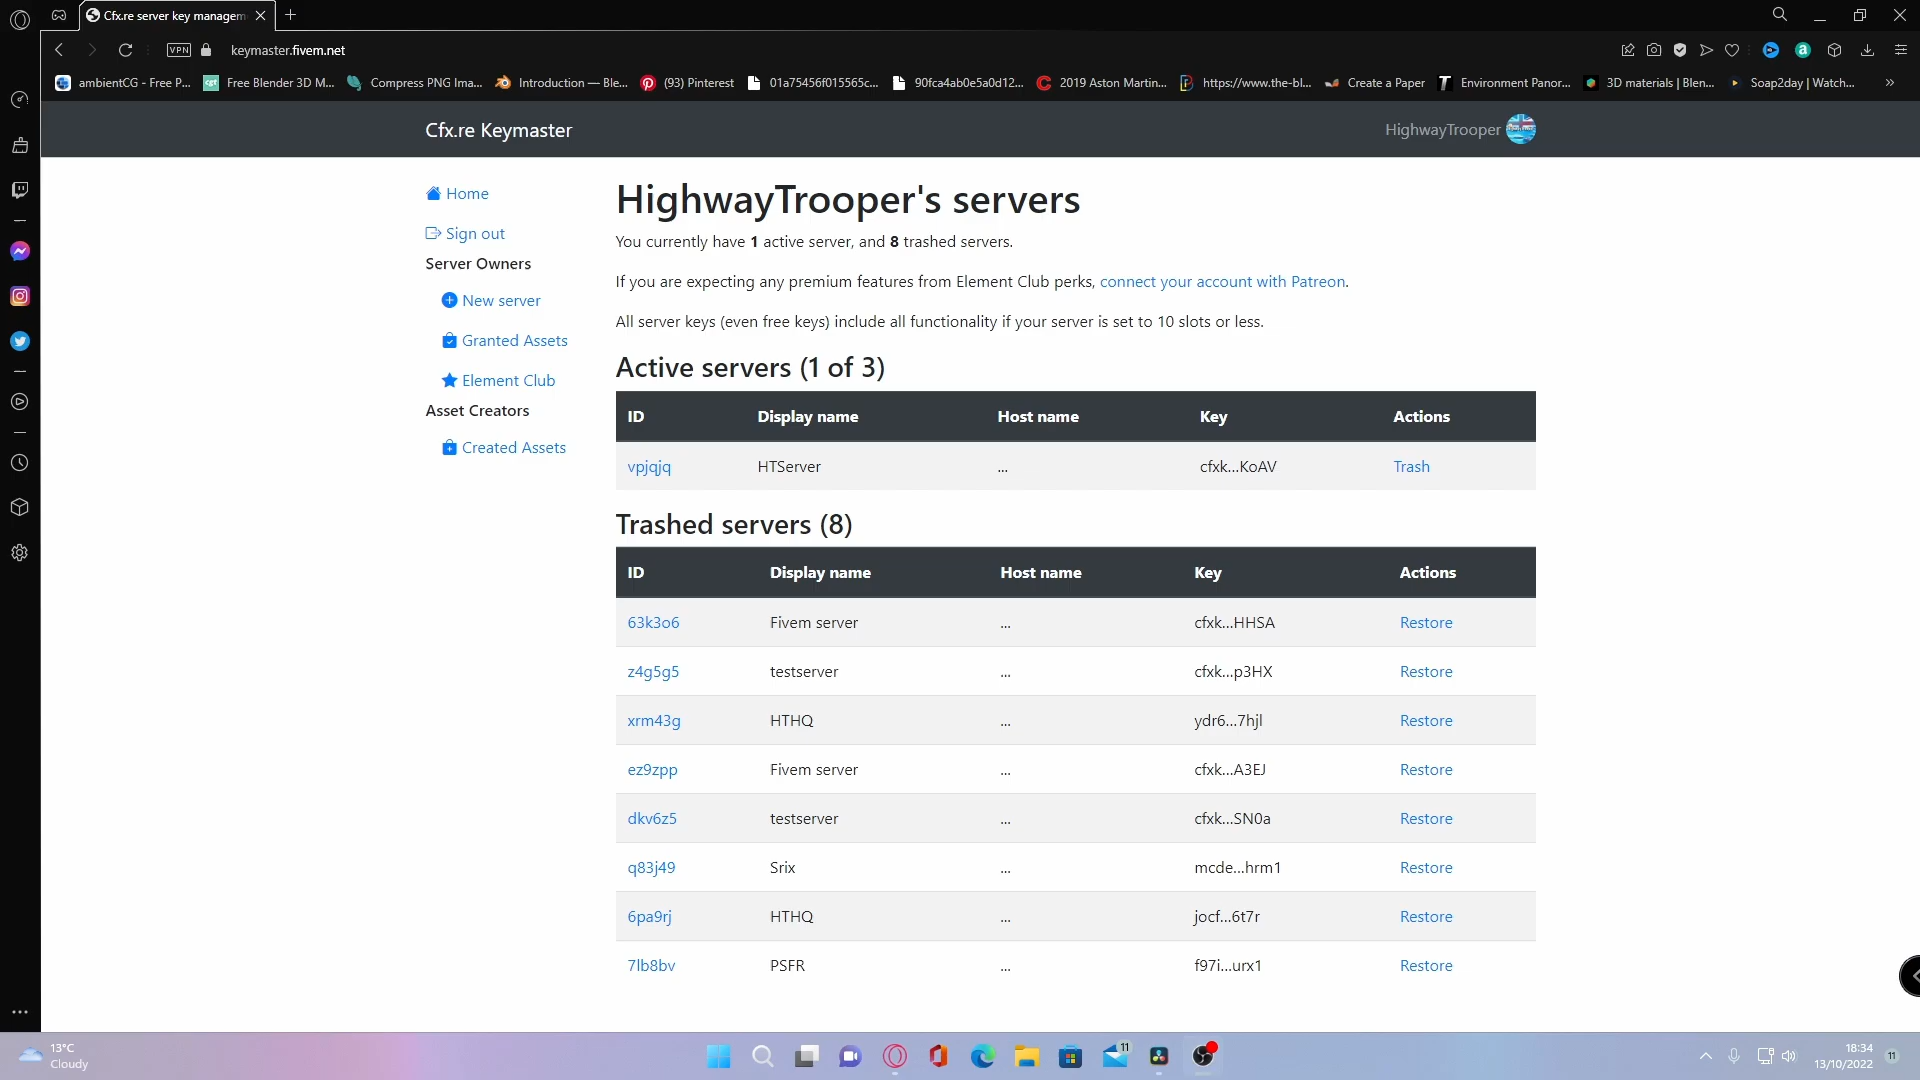 Cfx.re server key managem
VPN
keymaster.fivem.net
ambientCG - Free P...
Free Blender 3D M...
Compress PNG Ima...
Introduction — Ble...
(93) Pinterest
01a75456f015565c...
90fca4ab0e5a0d12...
2019 Aston Martin...
https://www.the-bl...
Create a Paper
Environment Panor...
3D materials | Blen...
Soap2day | Watch...
Cfx.re Keymaster
HighwayTrooper
Home
Sign out
Server Owners
New server
Granted Assets
Element Club
Asset Creators
Created Assets
HighwayTrooper's servers
You currently have 1 active server, and 8 trashed servers.
If you are expecting any premium features from Element Club perks, connect your account with Patreon.
All server keys (even free keys) include all functionality if your server is set to 10 slots or less.
Active servers (1 of 3)
ID Display name Host name Key Actions
vpjqjq HTServer ... cfxk...KoAV Trash
Trashed servers (8)
ID Display name Host name Key Actions
63k3o6 Fivem server ... cfxk...HHSA Restore
z4g5g5 testserver ... cfxk...p3HX Restore
xrm43g HTHQ ... ydr6...7hjl Restore
ez9zpp Fivem server ... cfxk...A3EJ Restore
dkv6z5 testserver ... cfxk...SN0a Restore
q83j49 Srix ... mcde...hrm1 Restore
6pa9rj HTHQ ... jocf...6t7r Restore
7lb8bv PSFR ... f97i...urx1 Restore
13°C
Cloudy
11
18:34
13/10/2022
11